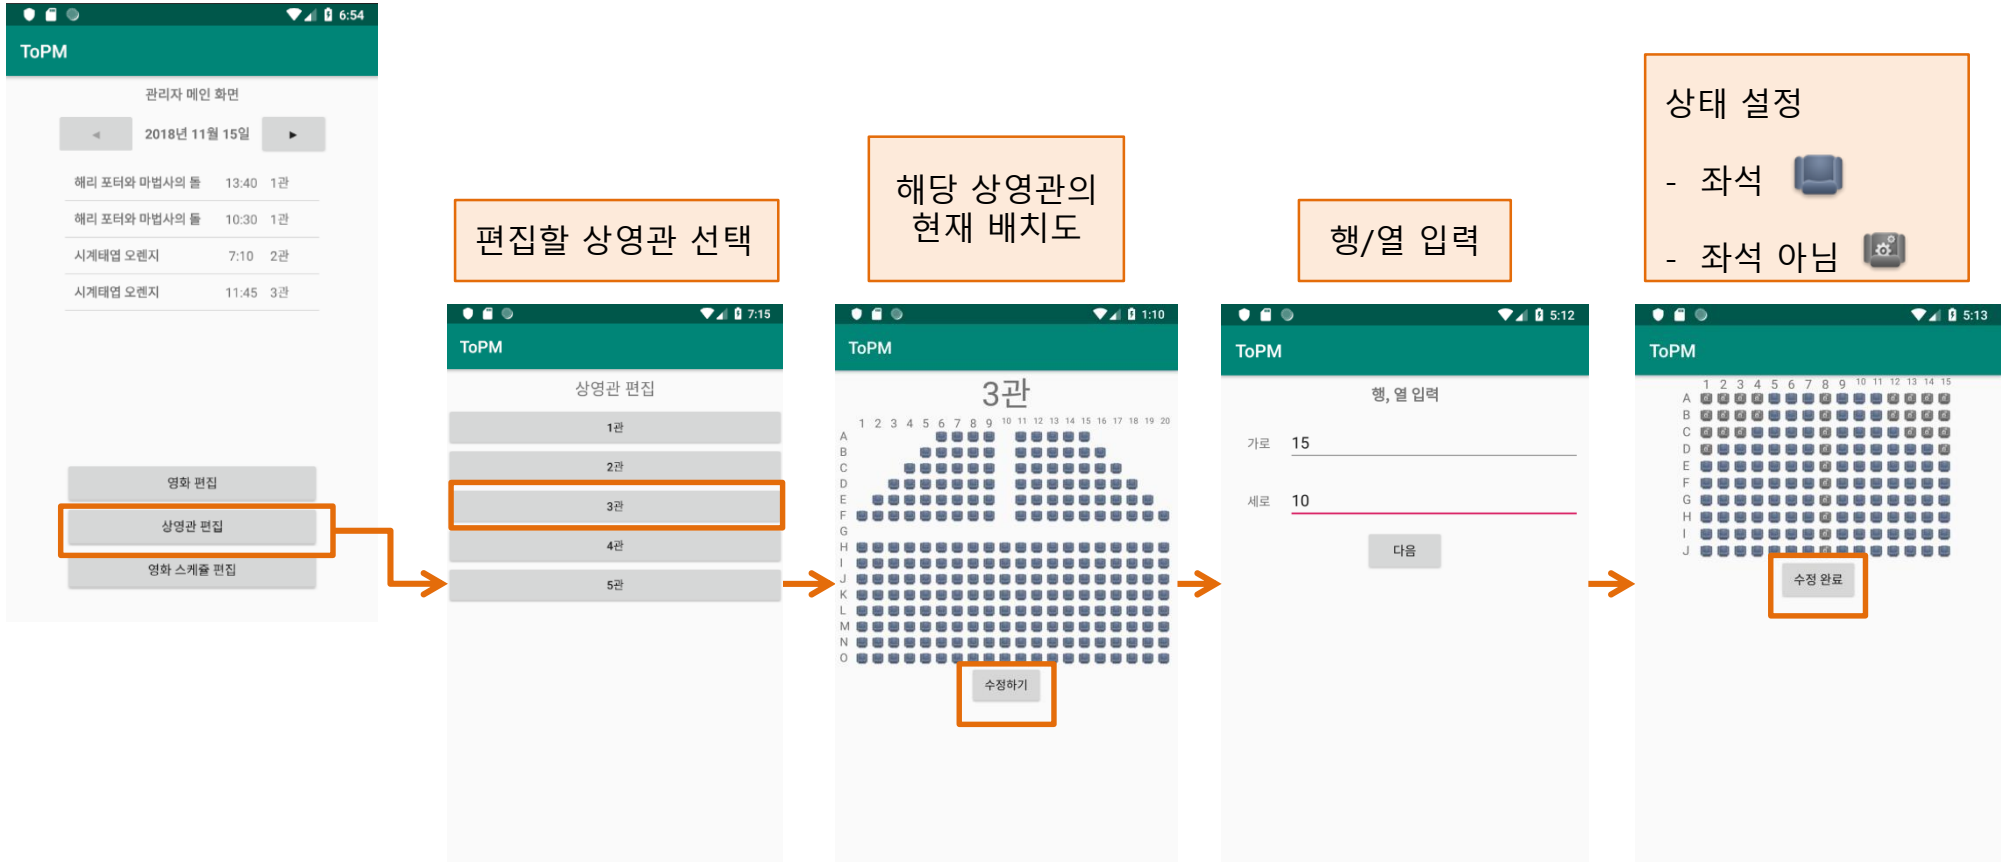 6:54
ToPM
관리자 메인 화면
◀ 2018년 11월 15일 ▶
해리 포터와 마법사의 돌 13:40 1관
해리 포터와 마법사의 돌 10:30 1관
시계태엽 오렌지 7:10 2관
시계태엽 오렌지 11:45 3관
영화 편집
상영관 편집
영화 스케쥴 편집
편집할 상영관 선택
7:15
ToPM
상영관 편집
1관
2관
3관
4관
5관
해당 상영관의
현재 배치도
1:10
ToPM
3관
1 2 3 4 5 6 7 8 9 10 11 12 13 14 15 16 17 18 19 20
A
B
C
D
E
F
G
H
I
J
K
L
M
N
O
수정하기
행/열 입력
5:12
ToPM
행, 열 입력
가로 15
세로 10
다음
상태 설정
- 좌석
- 좌석 아님
5:13
ToPM
1 2 3 4 5 6 7 8 9 10 11 12 13 14 15
A
B
C
D
E
F
G
H
I
J
수정 완료